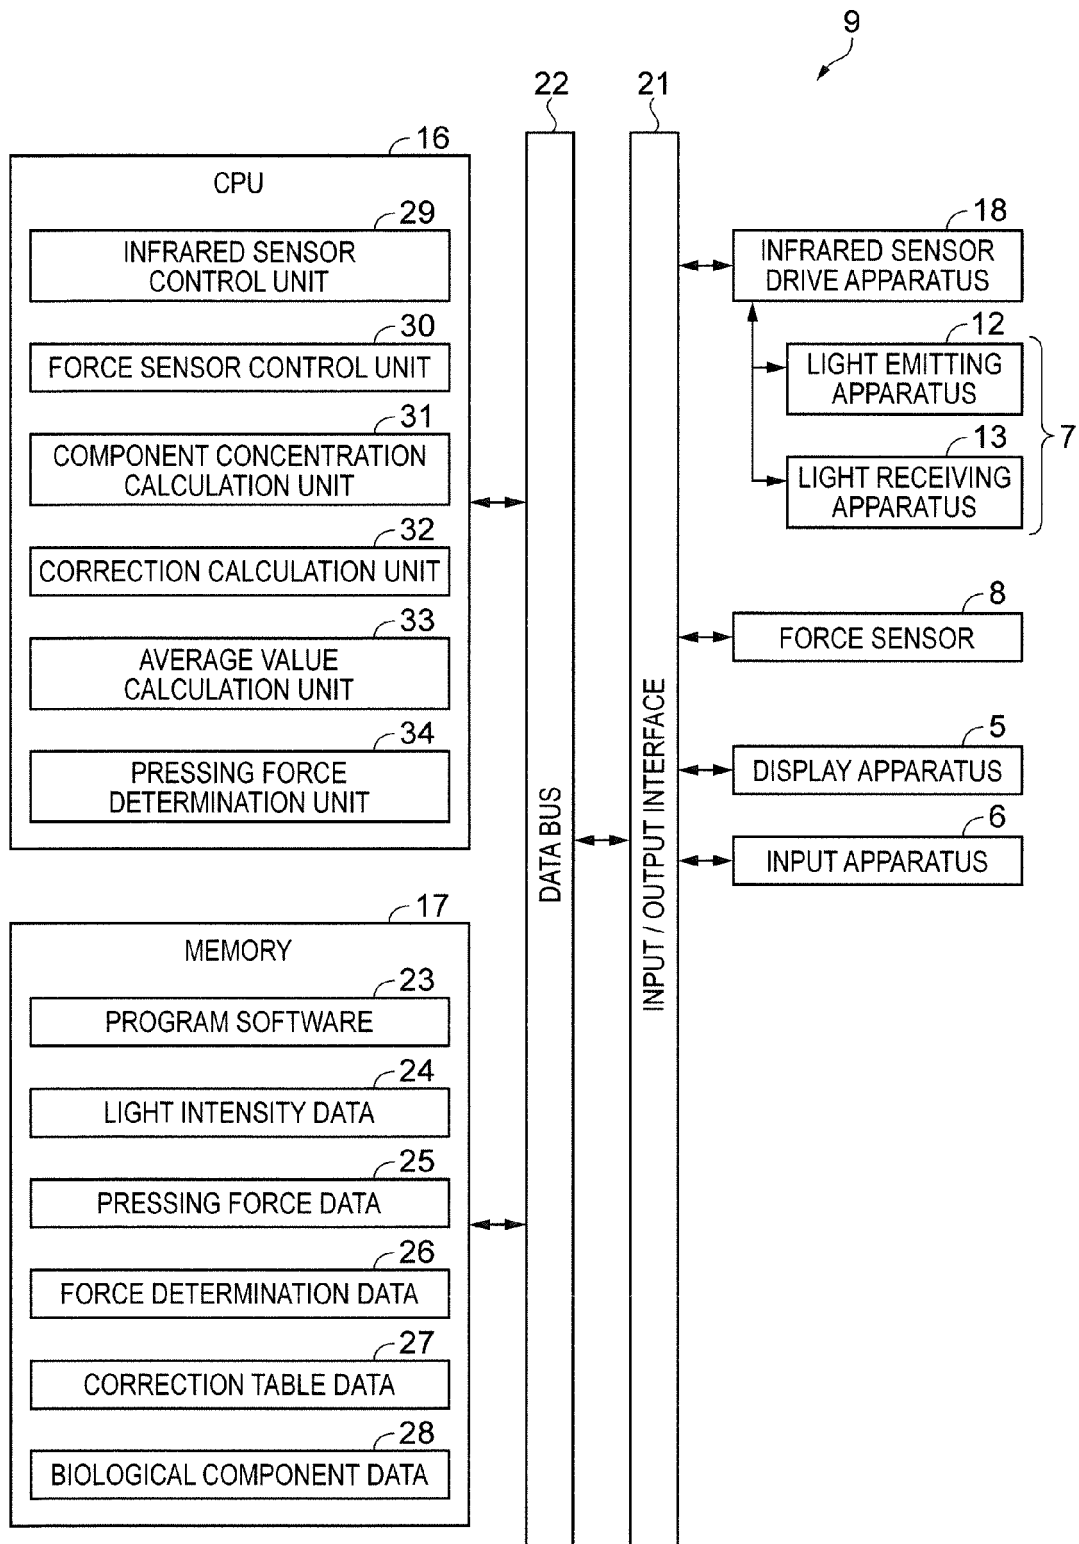 9
22
21
16
CPU
29
INFRARED SENSOR
CONTROL UNIT
30
FORCE SENSOR CONTROL UNIT
31
COMPONENT CONCENTRATION
CALCULATION UNIT
32
CORRECTION CALCULATION UNIT
33
AVERAGE VALUE
CALCULATION UNIT
34
PRESSING FORCE
DETERMINATION UNIT
17
MEMORY
23
PROGRAM SOFTWARE
24
LIGHT INTENSITY DATA
25
PRESSING FORCE DATA
26
FORCE DETERMINATION DATA
27
CORRECTION TABLE DATA
28
BIOLOGICAL COMPONENT DATA
DATA BUS
INPUT / OUTPUT INTERFACE
18
INFRARED SENSOR
DRIVE APPARATUS
12
LIGHT EMITTING
APPARATUS
7
13
LIGHT RECEIVING
APPARATUS
8
FORCE SENSOR
5
DISPLAY APPARATUS
6
INPUT APPARATUS